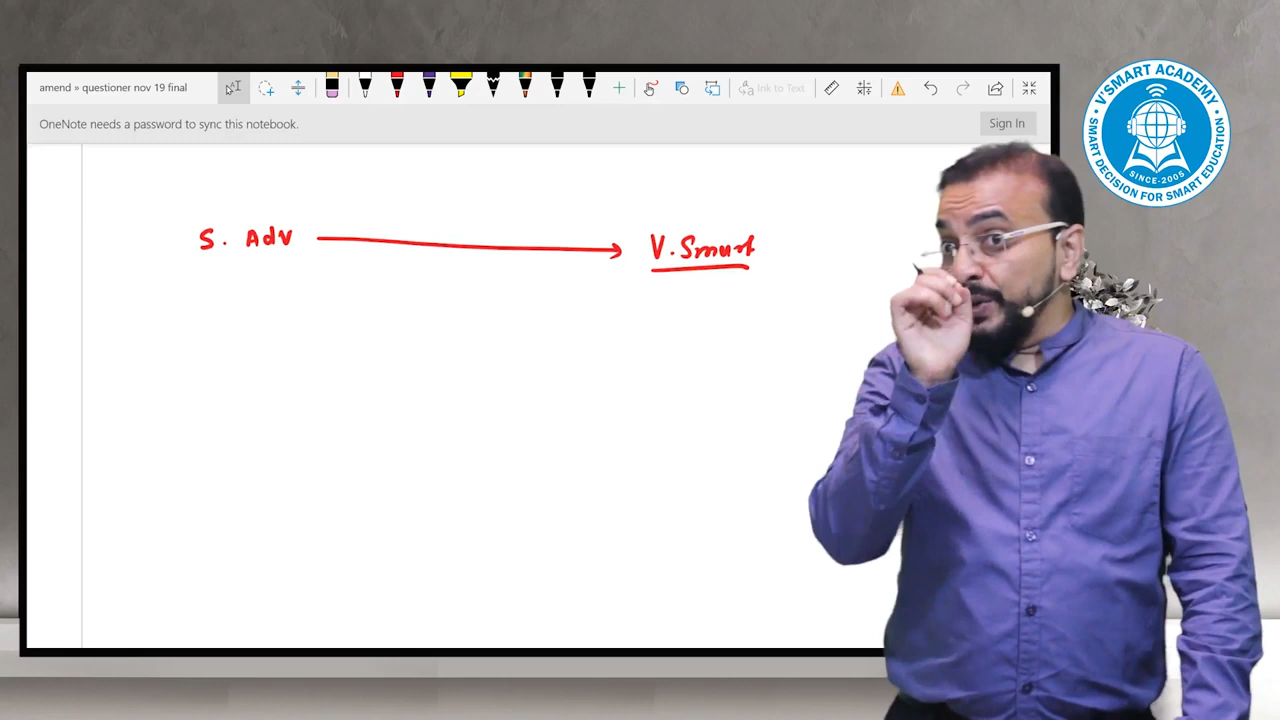 amend » questioner nov 19 final
Ink to Text
OneNote needs a password to sync this notebook.
Sign In
S. Adv
V. Smart
V'SMART ACADEMY
SMART DECISION FOR SMART EDUCATION
SINCE-2005